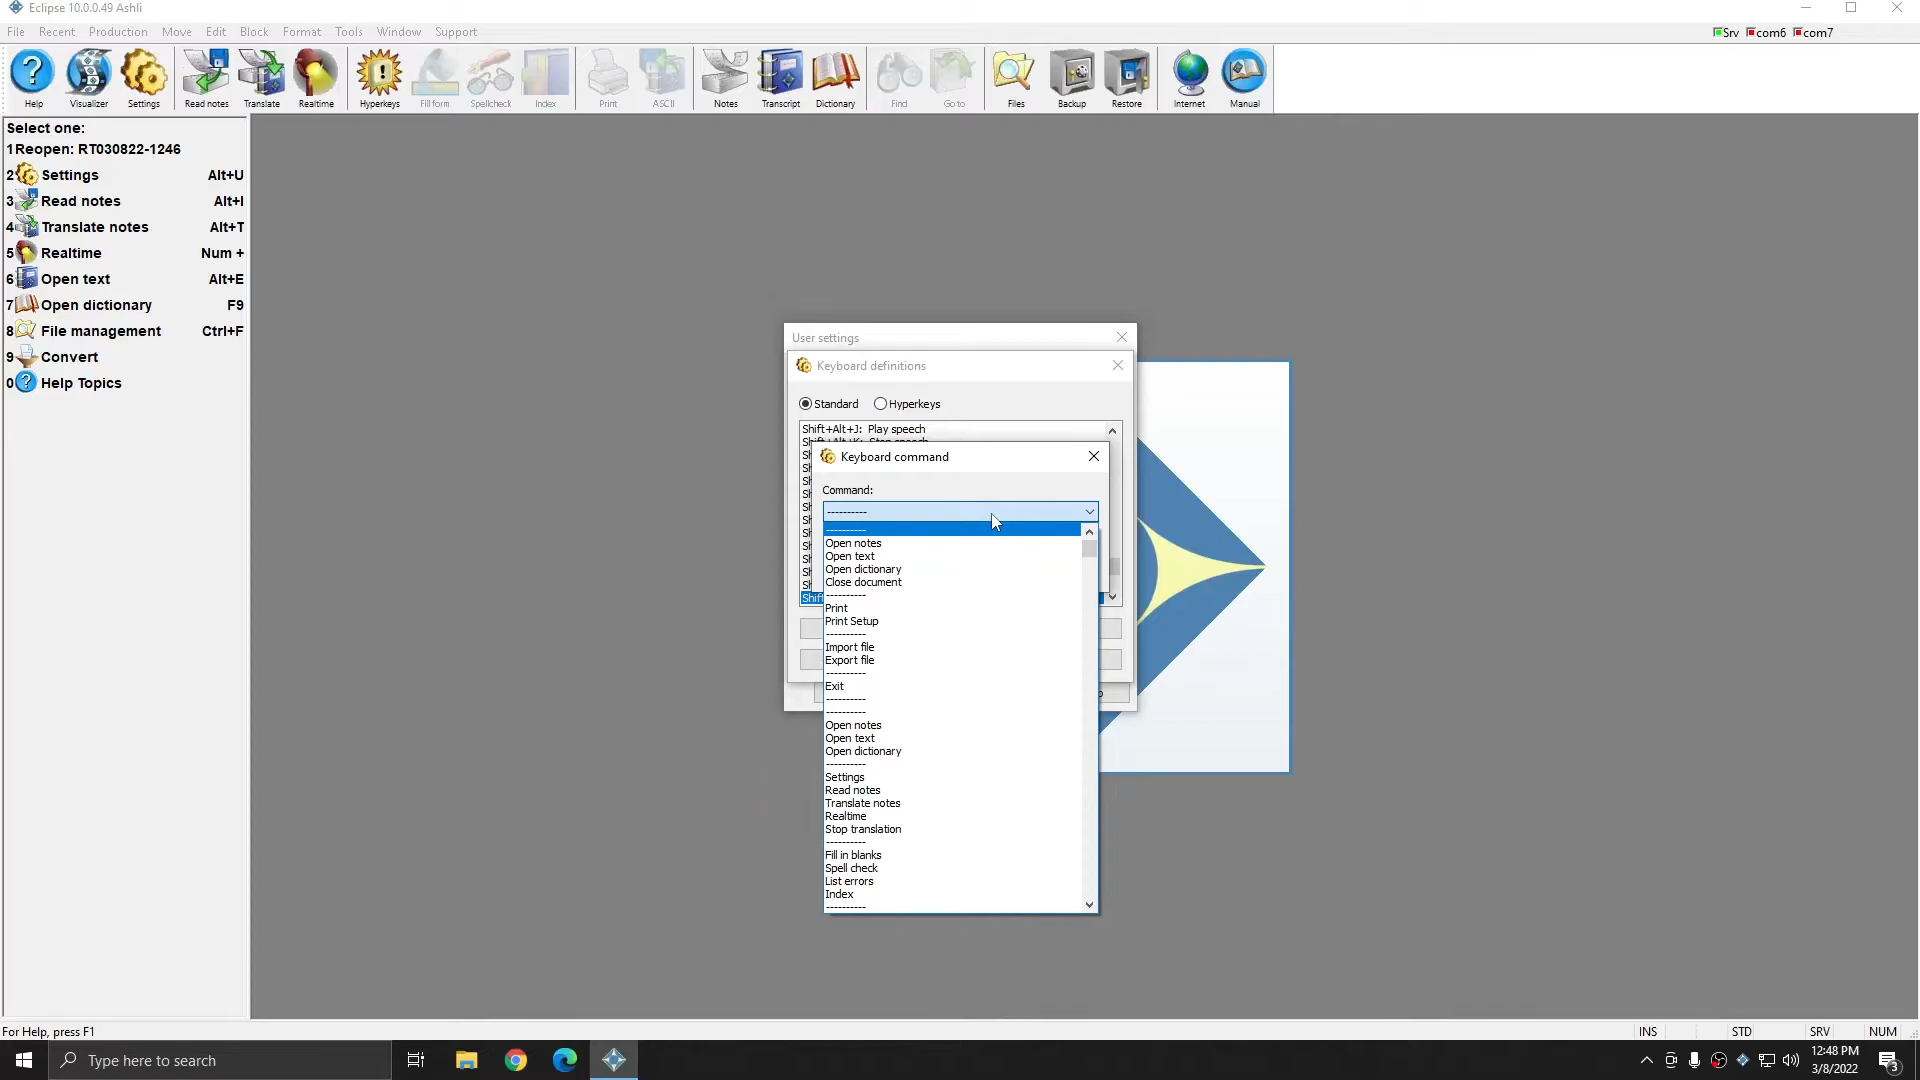 Eclipse 10.0.0.49 Ashli
File Recent Production Move Edit Block Format Tools Window Support
Srv com6 com7
Help Visualizer Settings Read notes Translate Realtime Hyperkeys Fill form Spellcheck Index Print ASCII Notes Transcript Dictionary Find Go to Files Backup Restore Internet Manual
Select one:
1Reopen: RT030822-1246
2 Settings Alt+U
3 Read notes Alt+I
4 Translate notes Alt+T
5 Realtime Num +
6 Open text Alt+E
7 Open dictionary F9
8 File management Ctrl+F
9 Convert
0 Help Topics
User settings
Keyboard definitions
Standard Hyperkeys
Shift+Alt+J: Play speech
Keyboard command
Command:
----------
----------
Open notes
Open text
Open dictionary
Close document
----------
Print
Print Setup
----------
Import file
Export file
----------
Exit
----------
----------
Open notes
Open text
Open dictionary
----------
Settings
Read notes
Translate notes
Realtime
Stop translation
----------
Fill in blanks
Spell check
List errors
Index
----------
For Help, press F1
INS STD SRV NUM
Type here to search
12:48 PM
3/8/2022
3